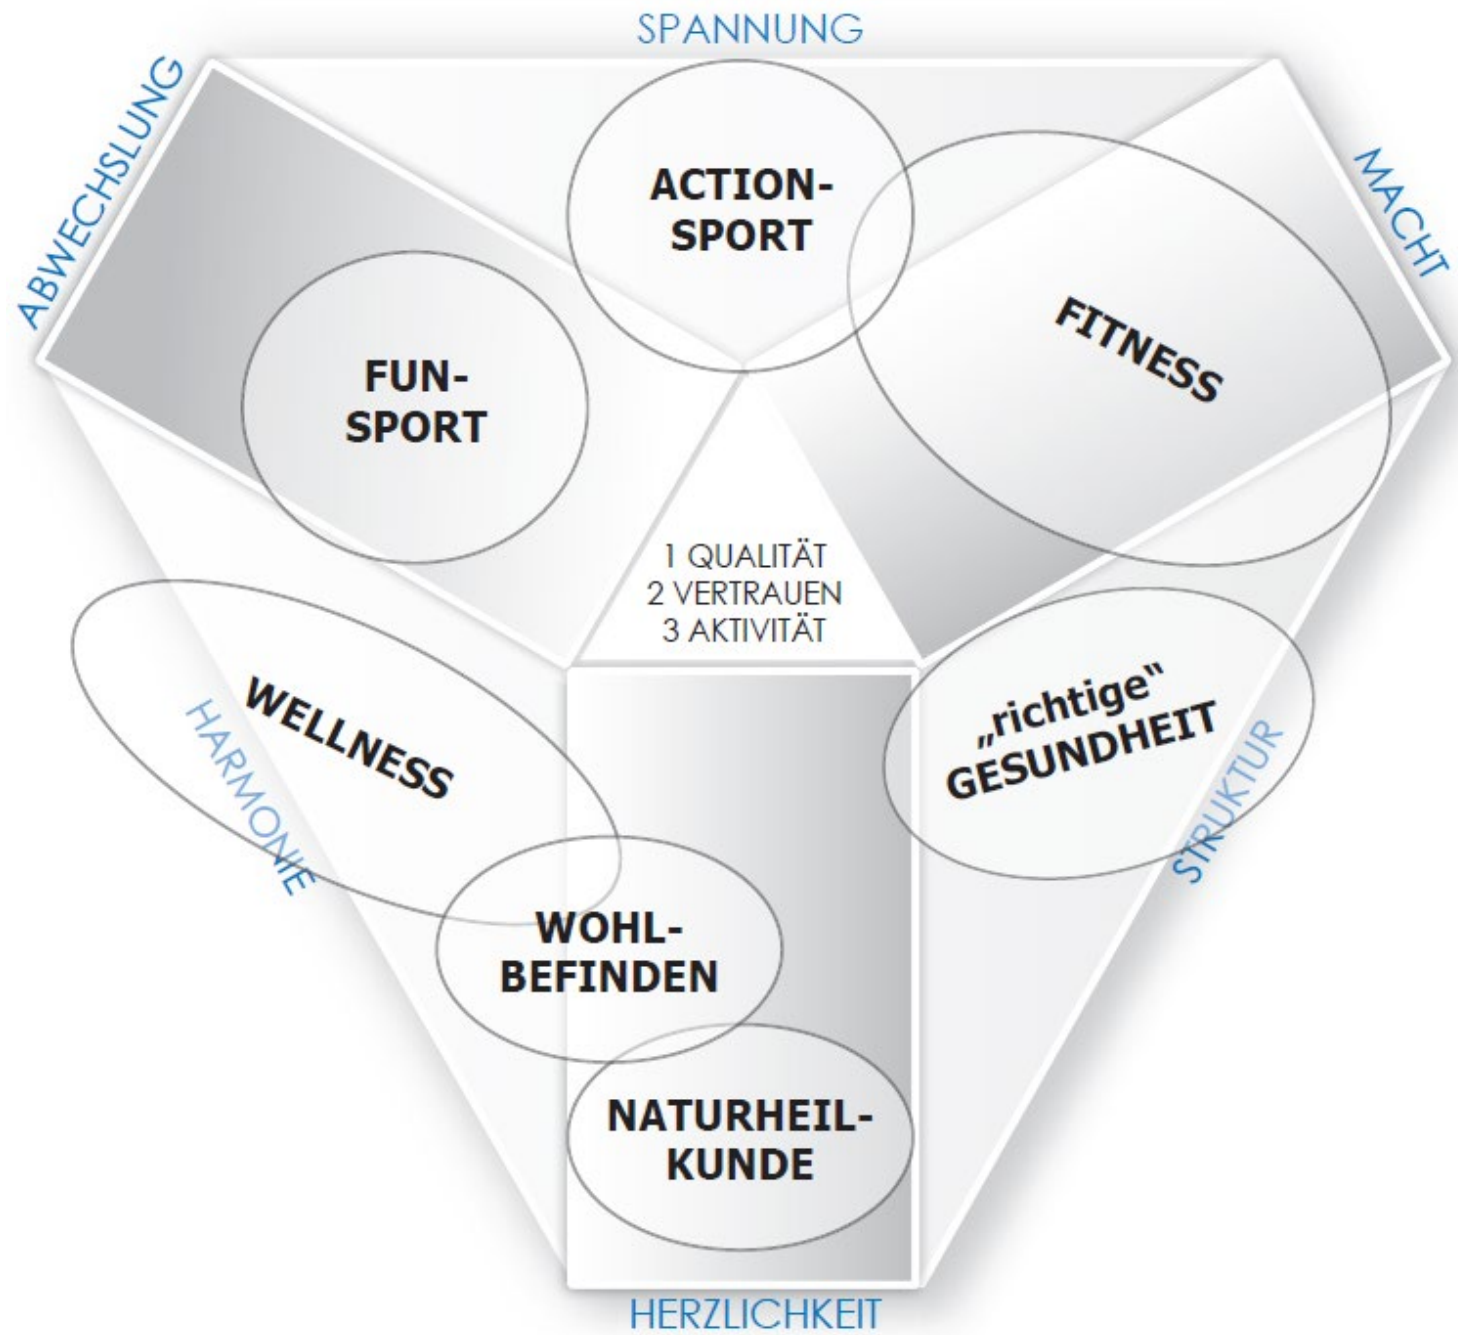 SPANNUNG
ABWECHSLUNG
MACHT
ACTION-
SPORT
FITNESS
FUN-
SPORT
1 QUALITÄT
2 VERTRAUEN
3 AKTIVITÄT
WELLNESS
HARMONIE
„richtige“
GESUNDHEIT
STRUKTUR
WOHL-
BEFINDEN
NATURHEIL-
KUNDE
HERZLICHKEIT